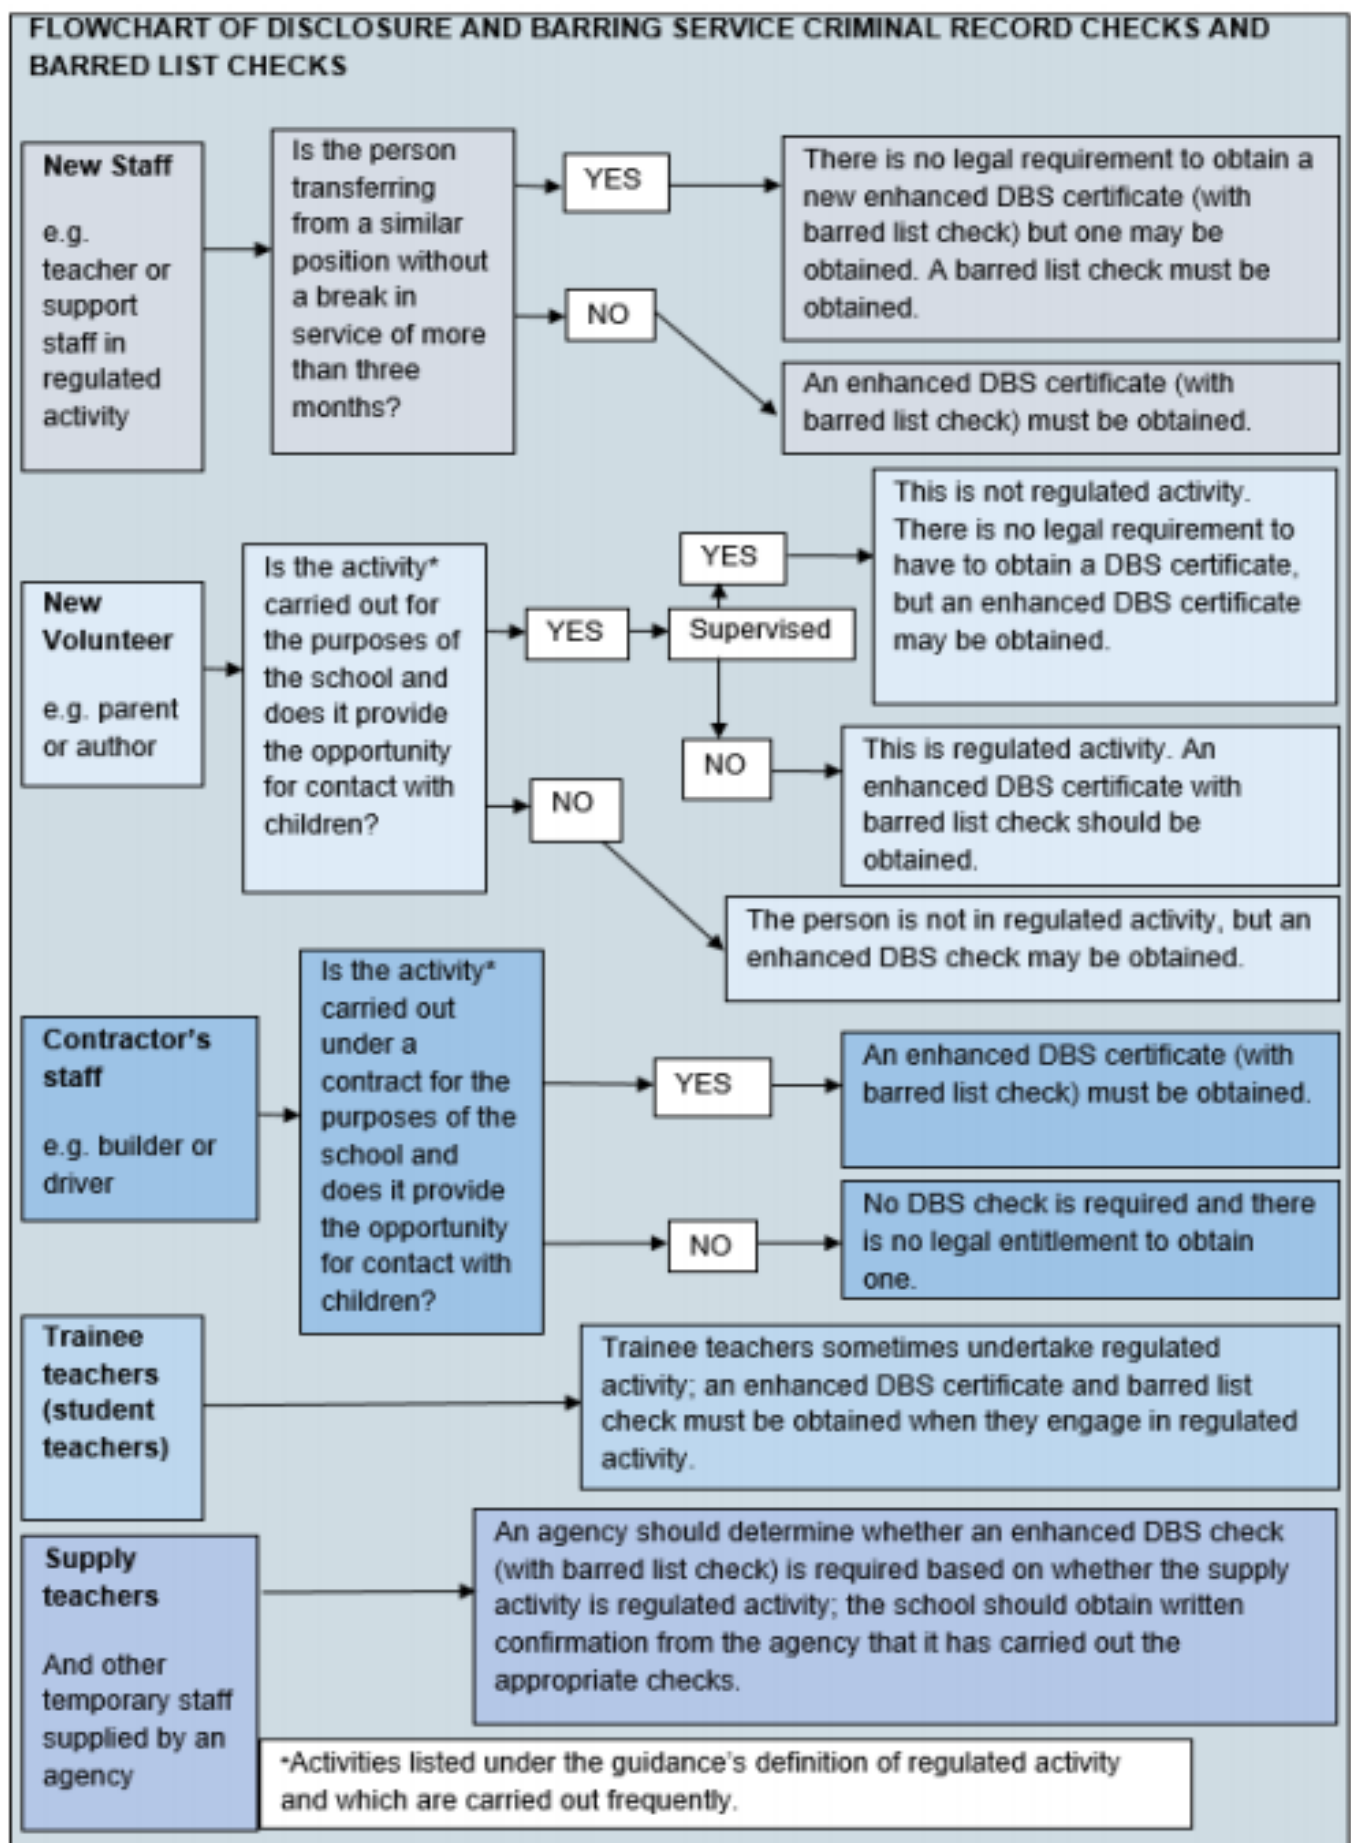 FLOWCHART OF DISCLOSURE AND BARRING SERVICE CRIMINAL RECORD CHECKS AND
BARRED LIST CHECKS
New Staff
e.g.
teacher or
support
staff in
regulated
activity
Is the person
transferring
from a similar
position without
a break in
service of more
than three
months?
YES
There is no legal requirement to obtain a
new enhanced DBS certificate (with
barred list check) but one may be
obtained. A barred list check must be
obtained.
NO
An enhanced DBS certificate (with
barred list check) must be obtained.
New
Volunteer
e.g. parent
or author
Is the activity*
carried out for
the purposes of
the school and
does it provide
the opportunity
for contact with
children?
YES
Supervised
YES
This is not regulated activity.
There is no legal requirement to
have to obtain a DBS certificate,
but an enhanced DBS certificate
may be obtained.
NO
This is regulated activity. An
enhanced DBS certificate with
barred list check should be
obtained.
NO
The person is not in regulated activity, but an
enhanced DBS check may be obtained.
Contractor's
staff
e.g. builder or
driver
Is the activity*
carried out
under a
contract for the
purposes of the
school and
does it provide
the opportunity
for contact with
children?
YES
An enhanced DBS certificate (with
barred list check) must be obtained.
NO
No DBS check is required and there
is no legal entitlement to obtain
one.
Trainee
teachers
(student
teachers)
Trainee teachers sometimes undertake regulated
activity; an enhanced DBS certificate and barred list
check must be obtained when they engage in regulated
activity.
Supply
teachers
And other
temporary staff
supplied by an
agency
An agency should determine whether an enhanced DBS check
(with barred list check) is required based on whether the supply
activity is regulated activity; the school should obtain written
confirmation from the agency that it has carried out the
appropriate checks.
*Activities listed under the guidance's definition of regulated activity
and which are carried out frequently.